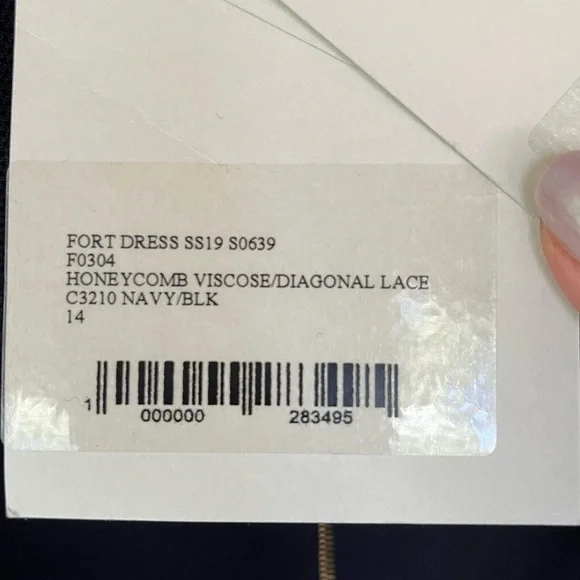 FORT DRESS SS19 S0639
F0304
HONEYCOMB VISCOSE/DIAGONAL LACE
C3210 NAVY/BLK
14
1 000000 283495